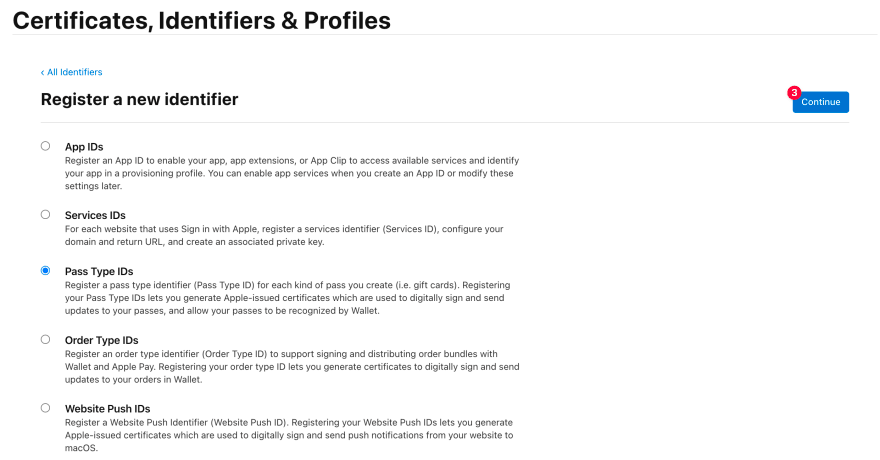 Certificates, Identifiers & Profiles
‹ All Identifiers
Register a new identifier
3
Continue
App IDs
Register an App ID to enable your app, app extensions, or App Clip to access available services and identify
your app in a provisioning profile. You can enable app services when you create an App ID or modify these
settings later.
Services IDs
For each website that uses Sign in with Apple, register a services identifier (Services ID), configure your
domain and return URL, and create an associated private key.
Pass Type IDs
Register a pass type identifier (Pass Type ID) for each kind of pass you create (i.e. gift cards). Registering
your Pass Type IDs lets you generate Apple-issued certificates which are used to digitally sign and send
updates to your passes, and allow your passes to be recognized by Wallet.
Order Type IDs
Register an order type identifier (Order Type ID) to support signing and distributing order bundles with
Wallet and Apple Pay. Registering your order type ID lets you generate certificates to digitally sign and send
updates to your orders in Wallet.
Website Push IDs
Register a Website Push Identifier (Website Push ID). Registering your Website Push IDs lets you generate
Apple-issued certificates which are used to digitally sign and send push notifications from your website to
macOS.